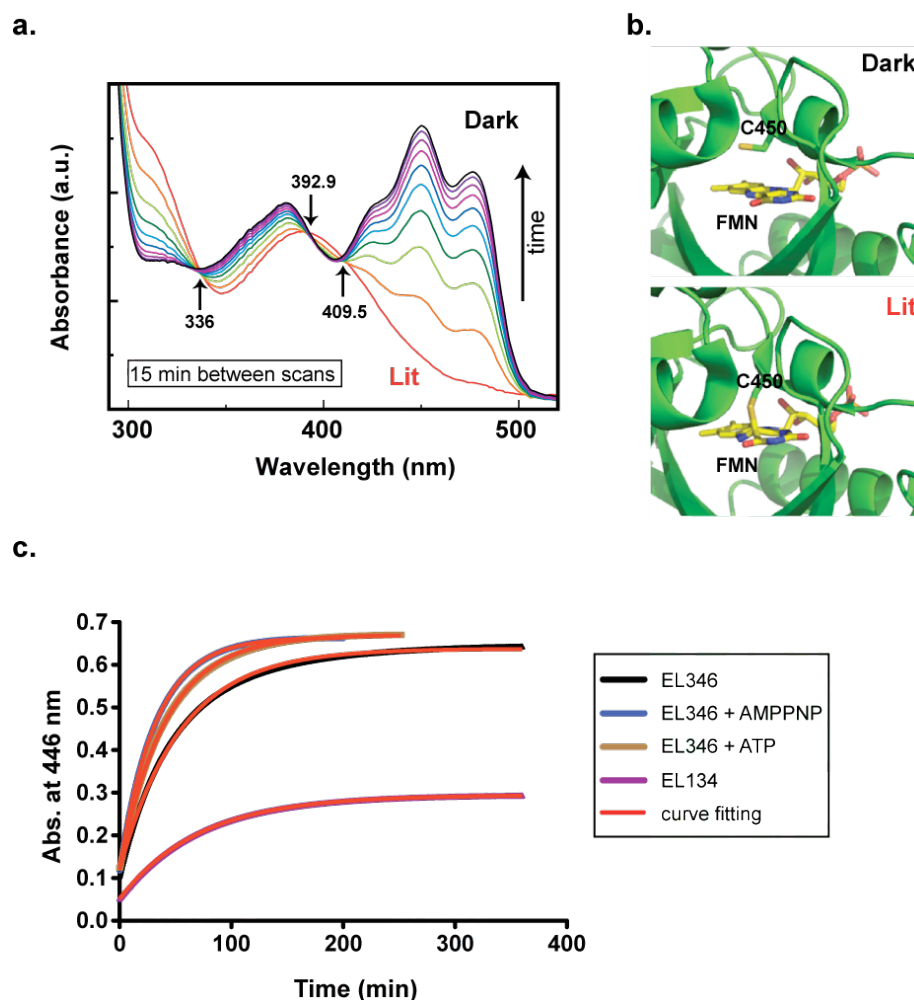 a.
Absorbance (a.u.)
Dark
392.9
time
336
409.5
Lit
15 min between scans
300
400
500
Wavelength (nm)
b.
Dark
C450
FMN
Lit
C450
FMN
c.
Abs. at 446 nm
0.7
0.6
0.5
0.4
0.3
0.2
0.1
0.0
0
100
200
300
400
Time (min)
EL346
EL346 + AMPPNP
EL346 + ATP
EL134
curve fitting